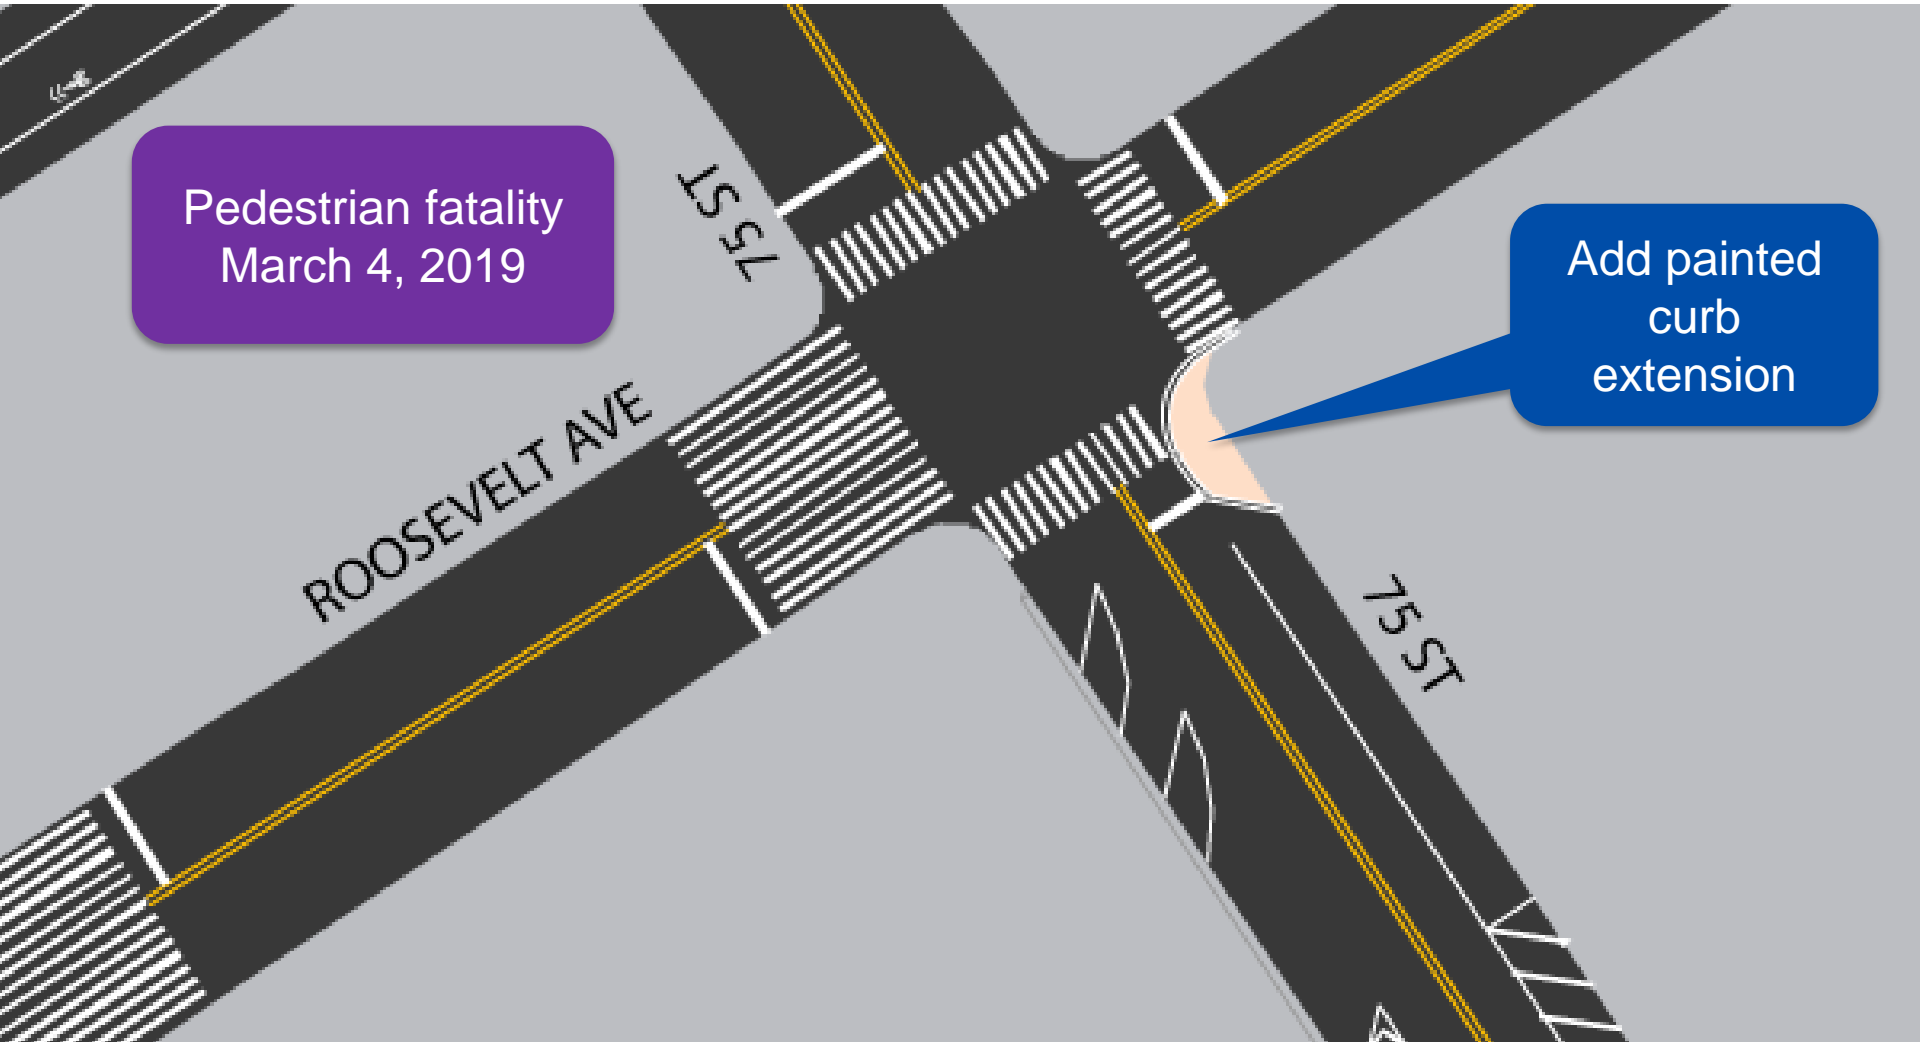 Pedestrian fatality
March 4, 2019
75 ST
Add painted
curb
extension
ROOSEVELT AVE
75 ST